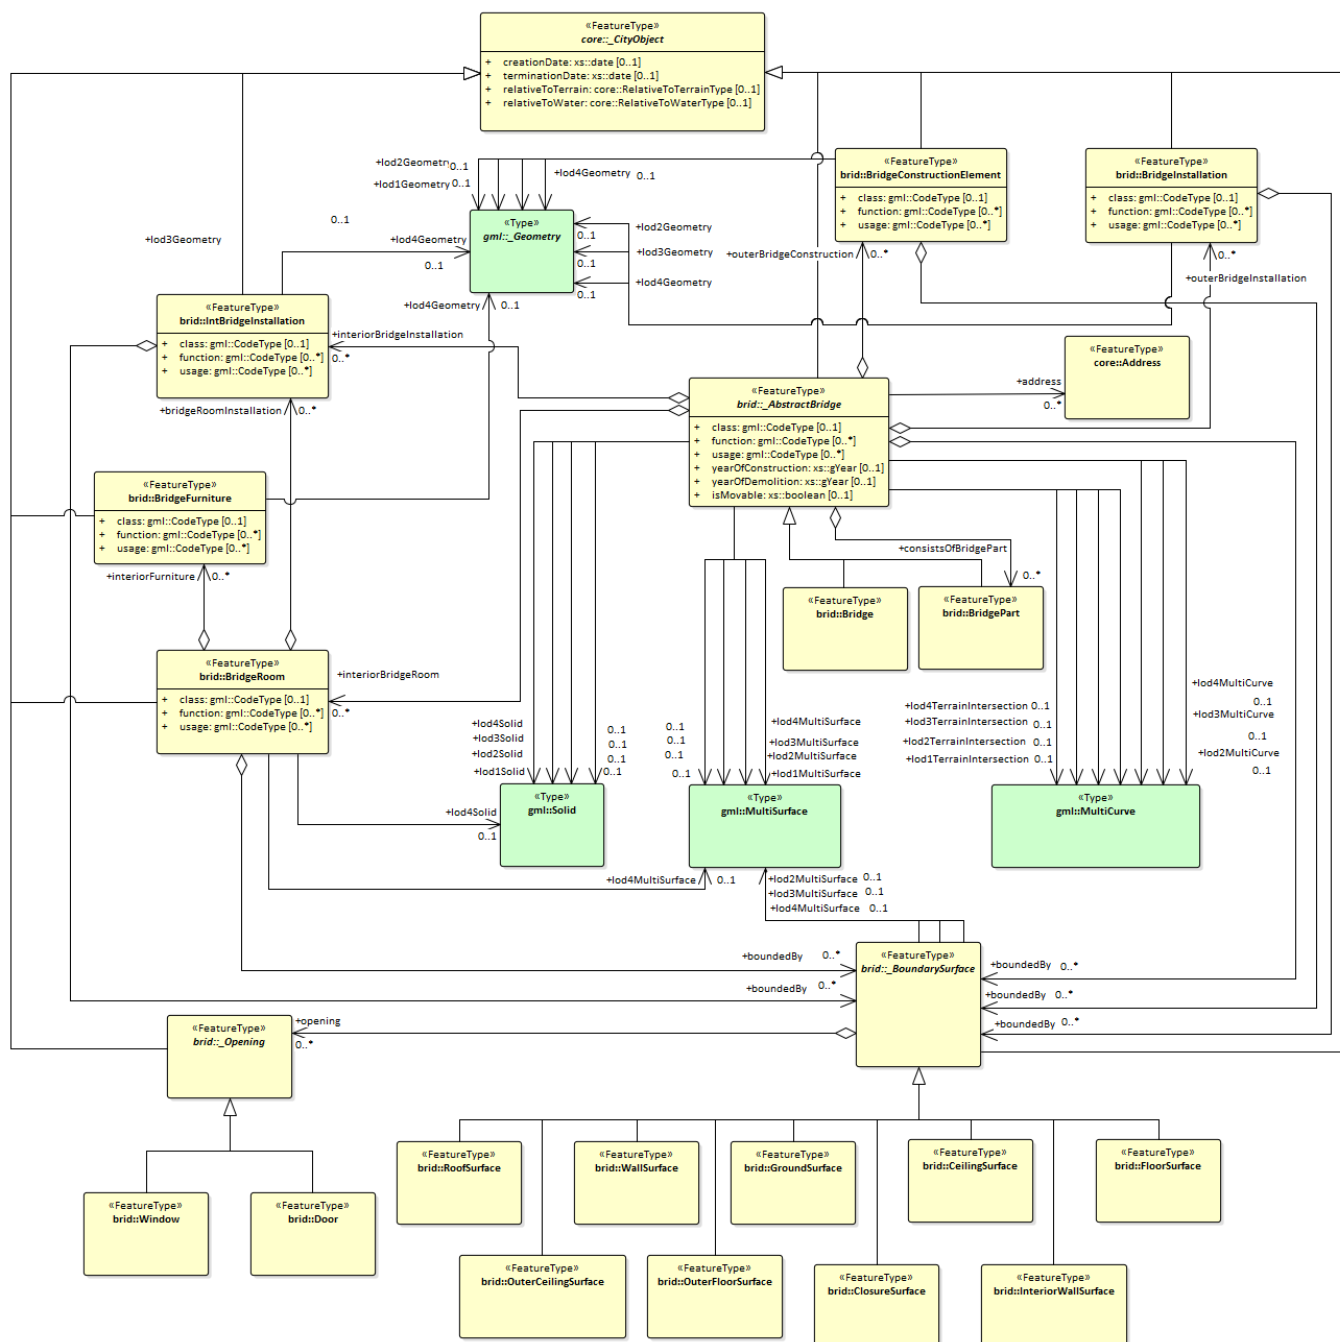 «FeatureType»
core::_CityObject
+ creationDate: xs::date [0..1]
+ terminationDate: xs::date [0..1]
+ relativeToTerrain: core::RelativeToTerrainType [0..1]
+ relativeToWater: core::RelativeToWaterType [0..1]
+lod2Geometry
0..1
+lod1Geometry 0..1
+lod4Geometry 0..1
«FeatureType»
brid::BridgeConstructionElement
+ class: gml::CodeType [0..1]
+ function: gml::CodeType [0..*]
+ usage: gml::CodeType [0..*]
«FeatureType»
brid::BridgeInstallation
+ class: gml::CodeType [0..1]
+ function: gml::CodeType [0..*]
+ usage: gml::CodeType [0..*]
0..1
+lod3Geometry
+lod4Geometry
0..1
«Type»
gml::_Geometry
+lod2Geometry
0..1
+lod3Geometry
0..1
+lod4Geometry
0..1
+outerBridgeConstruction
0..*
0..*
+outerBridgeInstallation
+lod4Geometry
0..1
«FeatureType»
brid::IntBridgeInstallation
+ class: gml::CodeType [0..1]
+ function: gml::CodeType [0..*]
+ usage: gml::CodeType [0..*]
+interiorBridgeInstallation
0..*
«FeatureType»
core::Address
+address
0..*
«FeatureType»
brid::_AbstractBridge
+ class: gml::CodeType [0..1]
+ function: gml::CodeType [0..*]
+ usage: gml::CodeType [0..*]
+ yearOfConstruction: xs::gYear [0..1]
+ yearOfDemolition: xs::gYear [0..1]
+ isMovable: xs::boolean [0..1]
+bridgeRoomInstallation
0..*
«FeatureType»
brid::BridgeFurniture
+ class: gml::CodeType [0..1]
+ function: gml::CodeType [0..*]
+ usage: gml::CodeType [0..*]
+interiorFurniture
0..*
+consistsOfBridgePart
0..*
«FeatureType»
brid::Bridge
«FeatureType»
brid::BridgePart
«FeatureType»
brid::BridgeRoom
+ class: gml::CodeType [0..1]
+ function: gml::CodeType [0..*]
+ usage: gml::CodeType [0..*]
+interiorBridgeRoom
0..*
+lod4Solid
0..1
+lod3Solid
0..1
+lod2Solid
0..1
+lod1Solid
0..1
0..1
+lod4MultiSurface
0..1
+lod3MultiSurface
0..1
+lod2MultiSurface
0..1
+lod1MultiSurface
+lod4TerrainIntersection 0..1
+lod3TerrainIntersection 0..1
+lod2TerrainIntersection 0..1
+lod1TerrainIntersection 0..1
+lod4MultiCurve
0..1
+lod3MultiCurve
0..1
+lod2MultiCurve
0..1
«Type»
gml::Solid
«Type»
gml::MultiSurface
«Type»
gml::MultiCurve
+lod4Solid
0..1
+lod4MultiSurface
0..1
+lod2MultiSurface 0..1
+lod3MultiSurface 0..1
+lod4MultiSurface 0..1
«FeatureType»
brid::_BoundarySurface
+boundedBy 0..*
+boundedBy 0..*
+boundedBy 0..*
+boundedBy 0..*
+boundedBy 0..*
+opening
0..*
«FeatureType»
brid::_Opening
«FeatureType»
brid::RoofSurface
«FeatureType»
brid::WallSurface
«FeatureType»
brid::GroundSurface
«FeatureType»
brid::CeilingSurface
«FeatureType»
brid::FloorSurface
«FeatureType»
brid::Window
«FeatureType»
brid::Door
«FeatureType»
brid::OuterCeilingSurface
«FeatureType»
brid::OuterFloorSurface
«FeatureType»
brid::ClosureSurface
«FeatureType»
brid::InteriorWallSurface